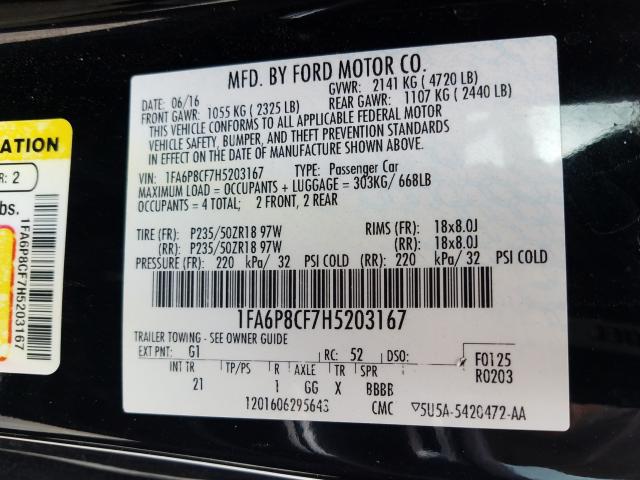 MFD. BY FORD MOTOR CO.
DATE: 06/16 GVWR: 2141 KG ( 4720 LB)
FRONT GAWR: 1055 KG ( 2325 LB) REAR GAWR: 1107 KG ( 2440 LB)
THIS VEHICLE CONFORMS TO ALL APPLICABLE FEDERAL MOTOR
VEHICLE SAFETY, BUMPER, AND THEFT PREVENTION STANDARDS
IN EFFECT ON THE DATE OF MANUFACTURE SHOWN ABOVE.
VIN: 1FA6P8CF7H5203167 TYPE: Passenger Car
MAXIMUM LOAD = OCCUPANTS + LUGGAGE = 303KG/ 668LB
OCCUPANTS = 4 TOTAL; 2 FRONT, 2 REAR
TIRE (FR): P235/50ZR18 97W RIMS (FR): 18x8.0J
(RR): P235/50ZR18 97W (RR): 18x8.0J
PRESSURE (FR): 220 kPa/ 32 PSI COLD (RR): 220 kPa/ 32 PSI COLD
1FA6P8CF7H5203167
TRAILER TOWING - SEE OWNER GUIDE
EXT PNT: G1 RC: 52 DSO: F0125
R0203
INT TR TP/PS R AXLE TR SPR
21 1 GG X BBBB
1201606295643 CMC ▽5U5A-5420472-AA
ATION
R: 2
bs.
1FA6P8CF7H5203167